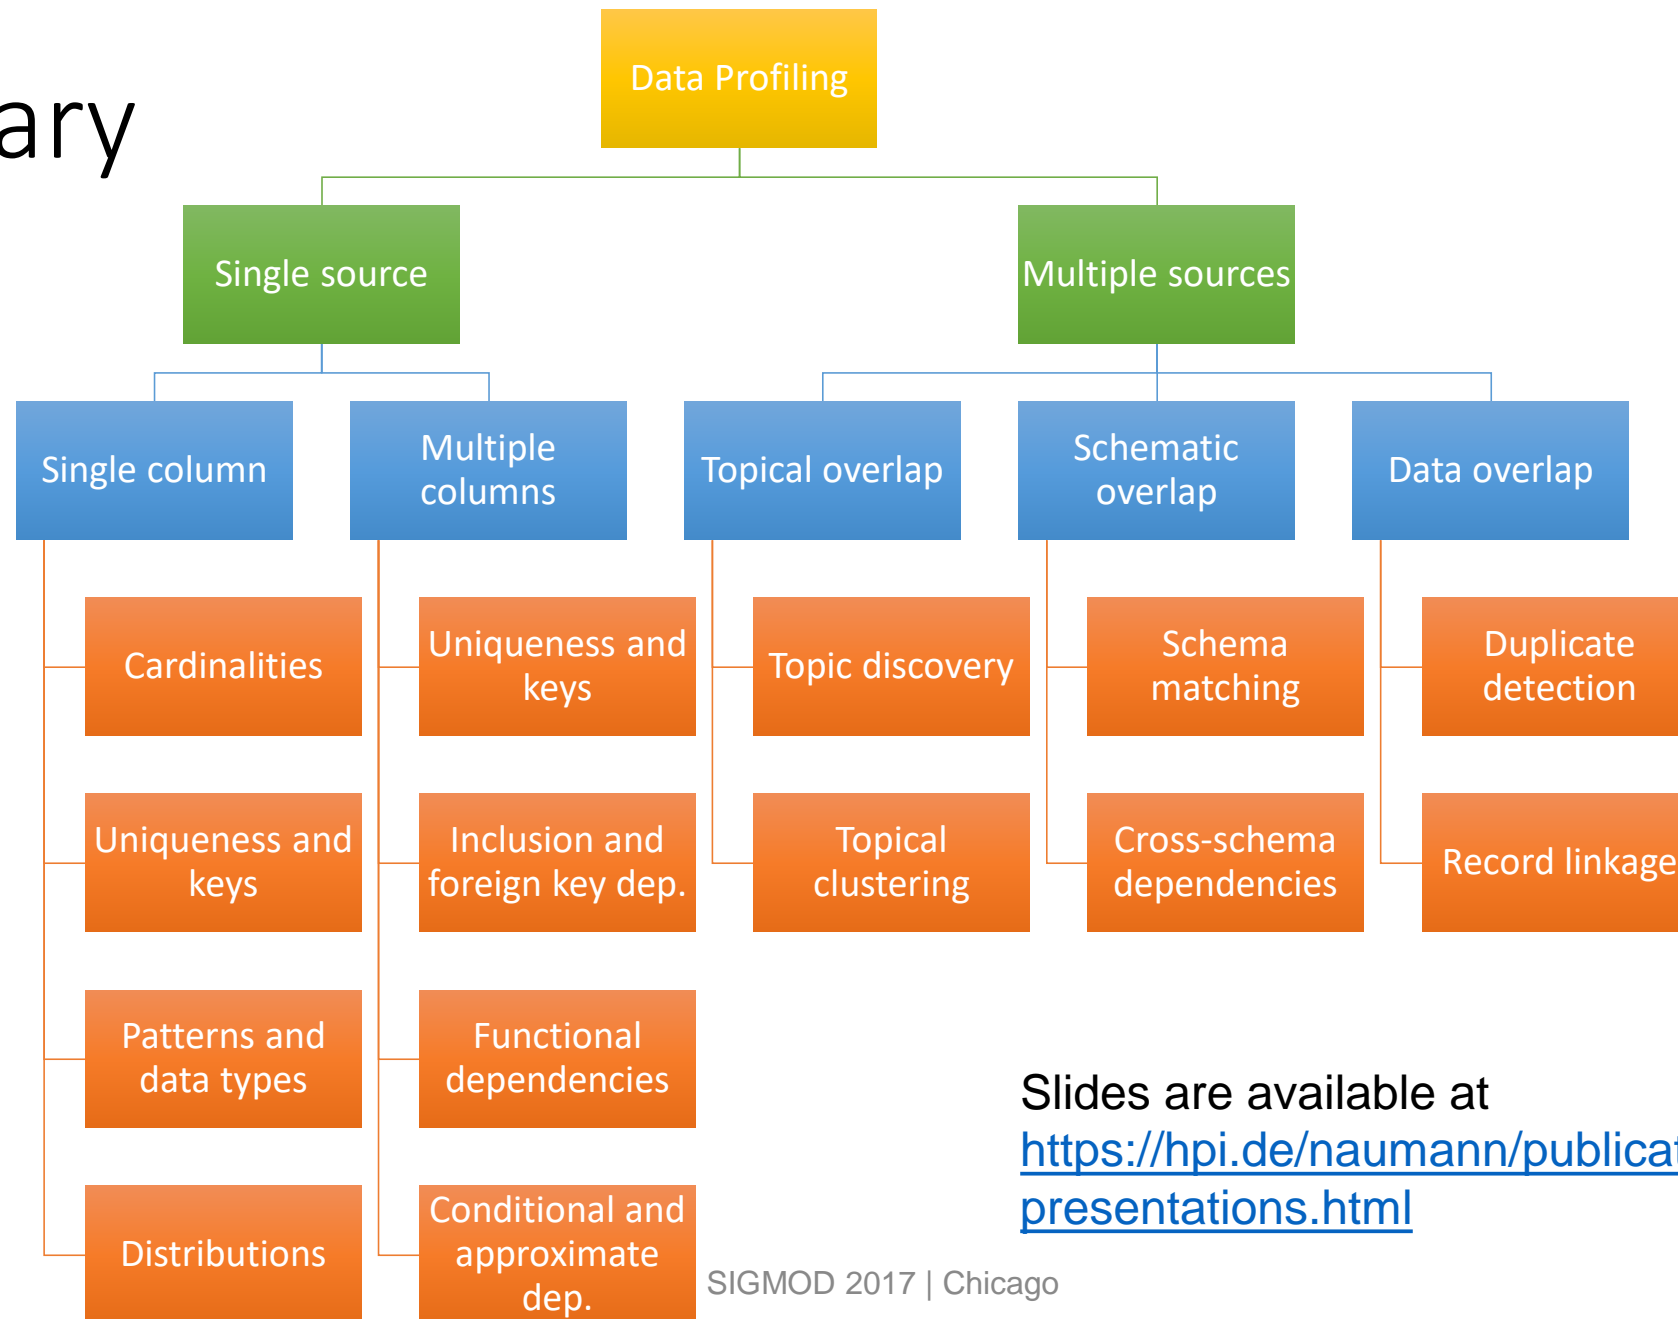 ary
Data Profiling
Single source
Multiple sources
Single column
Multiple
columns
Topical overlap
Schematic
overlap
Data overlap
Cardinalities
Uniqueness and
keys
Topic discovery
Schema
matching
Duplicate
detection
Uniqueness and
keys
Inclusion and
foreign key dep.
Topical
clustering
Cross-schema
dependencies
Record linkage
Patterns and
data types
Functional
dependencies
Distributions
Conditional and
approximate
dep.
Slides are available at
https://hpi.de/naumann/publicat
presentations.html
SIGMOD 2017 | Chicago